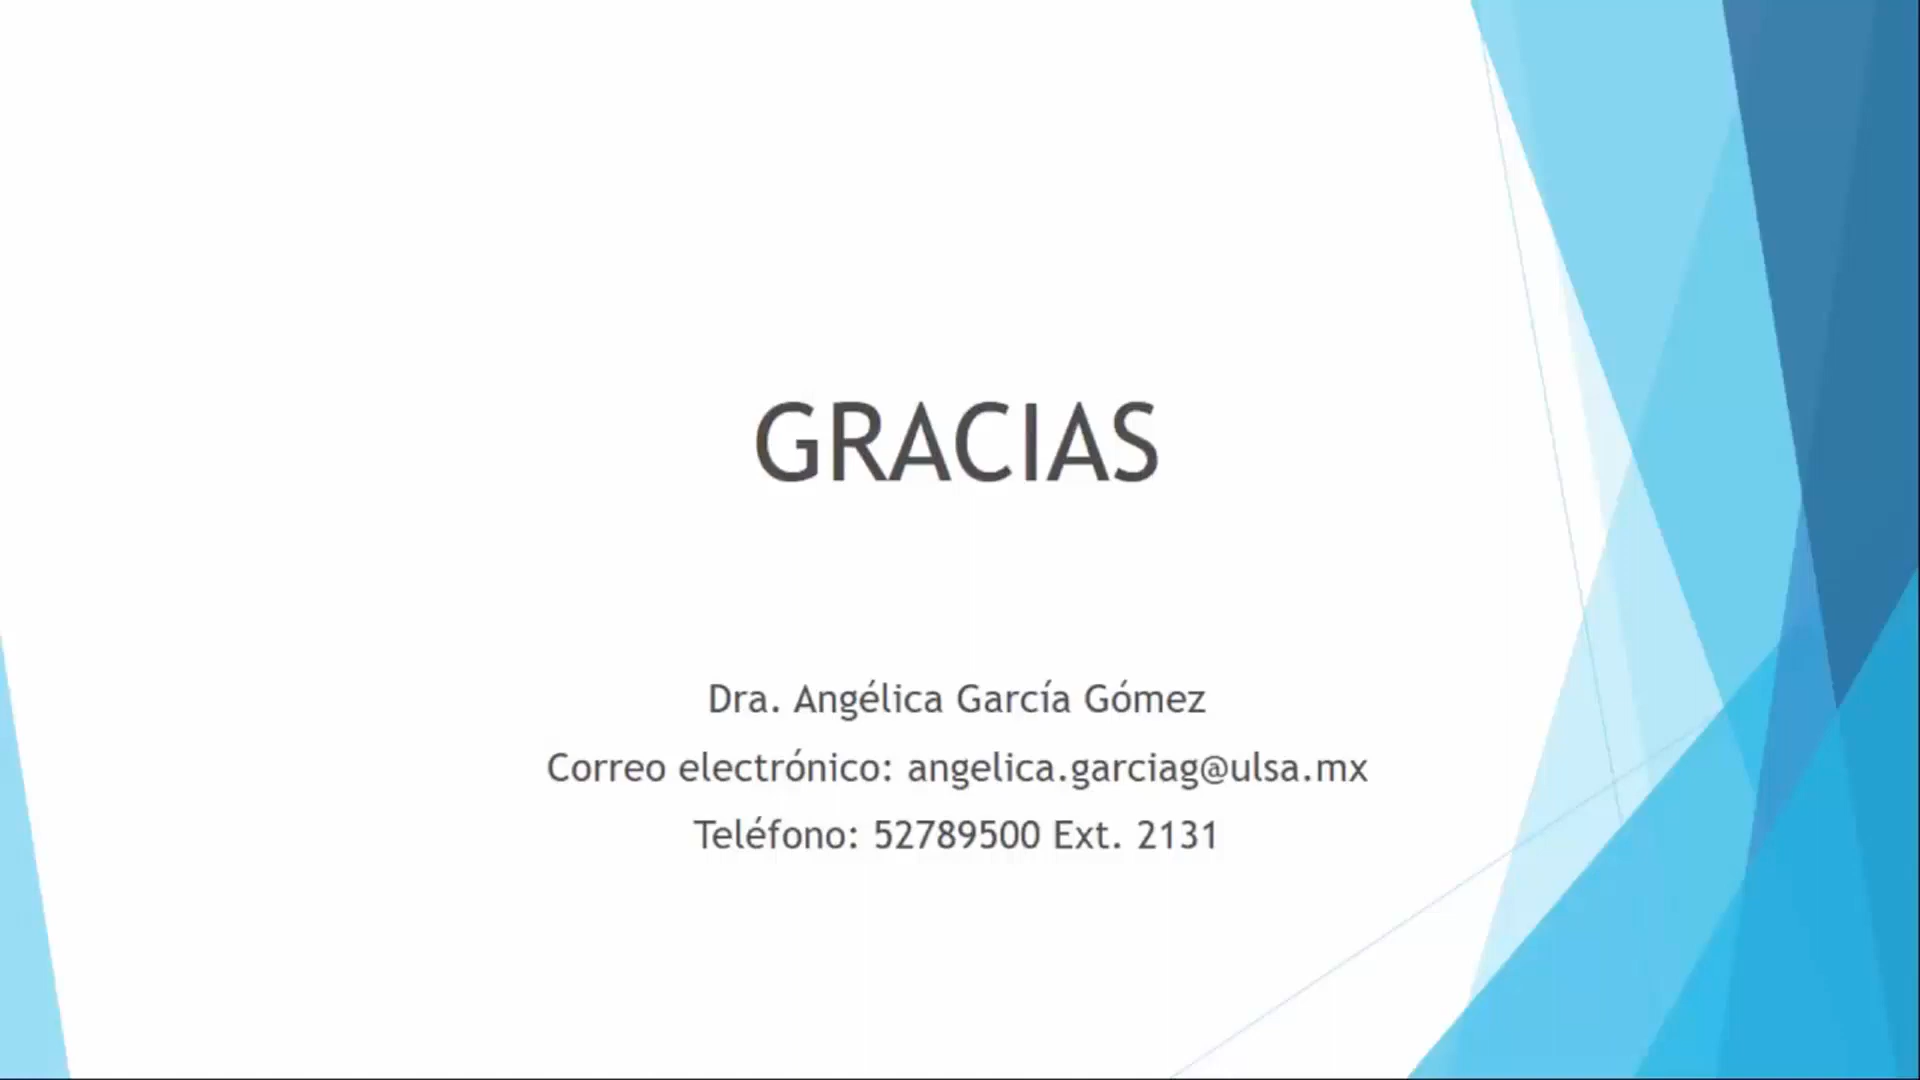 GRACIAS
Dra. Angélica García Gómez
Correo electrónico: angelica.garciag@ulsa.mx
Teléfono: 52789500 Ext. 2131